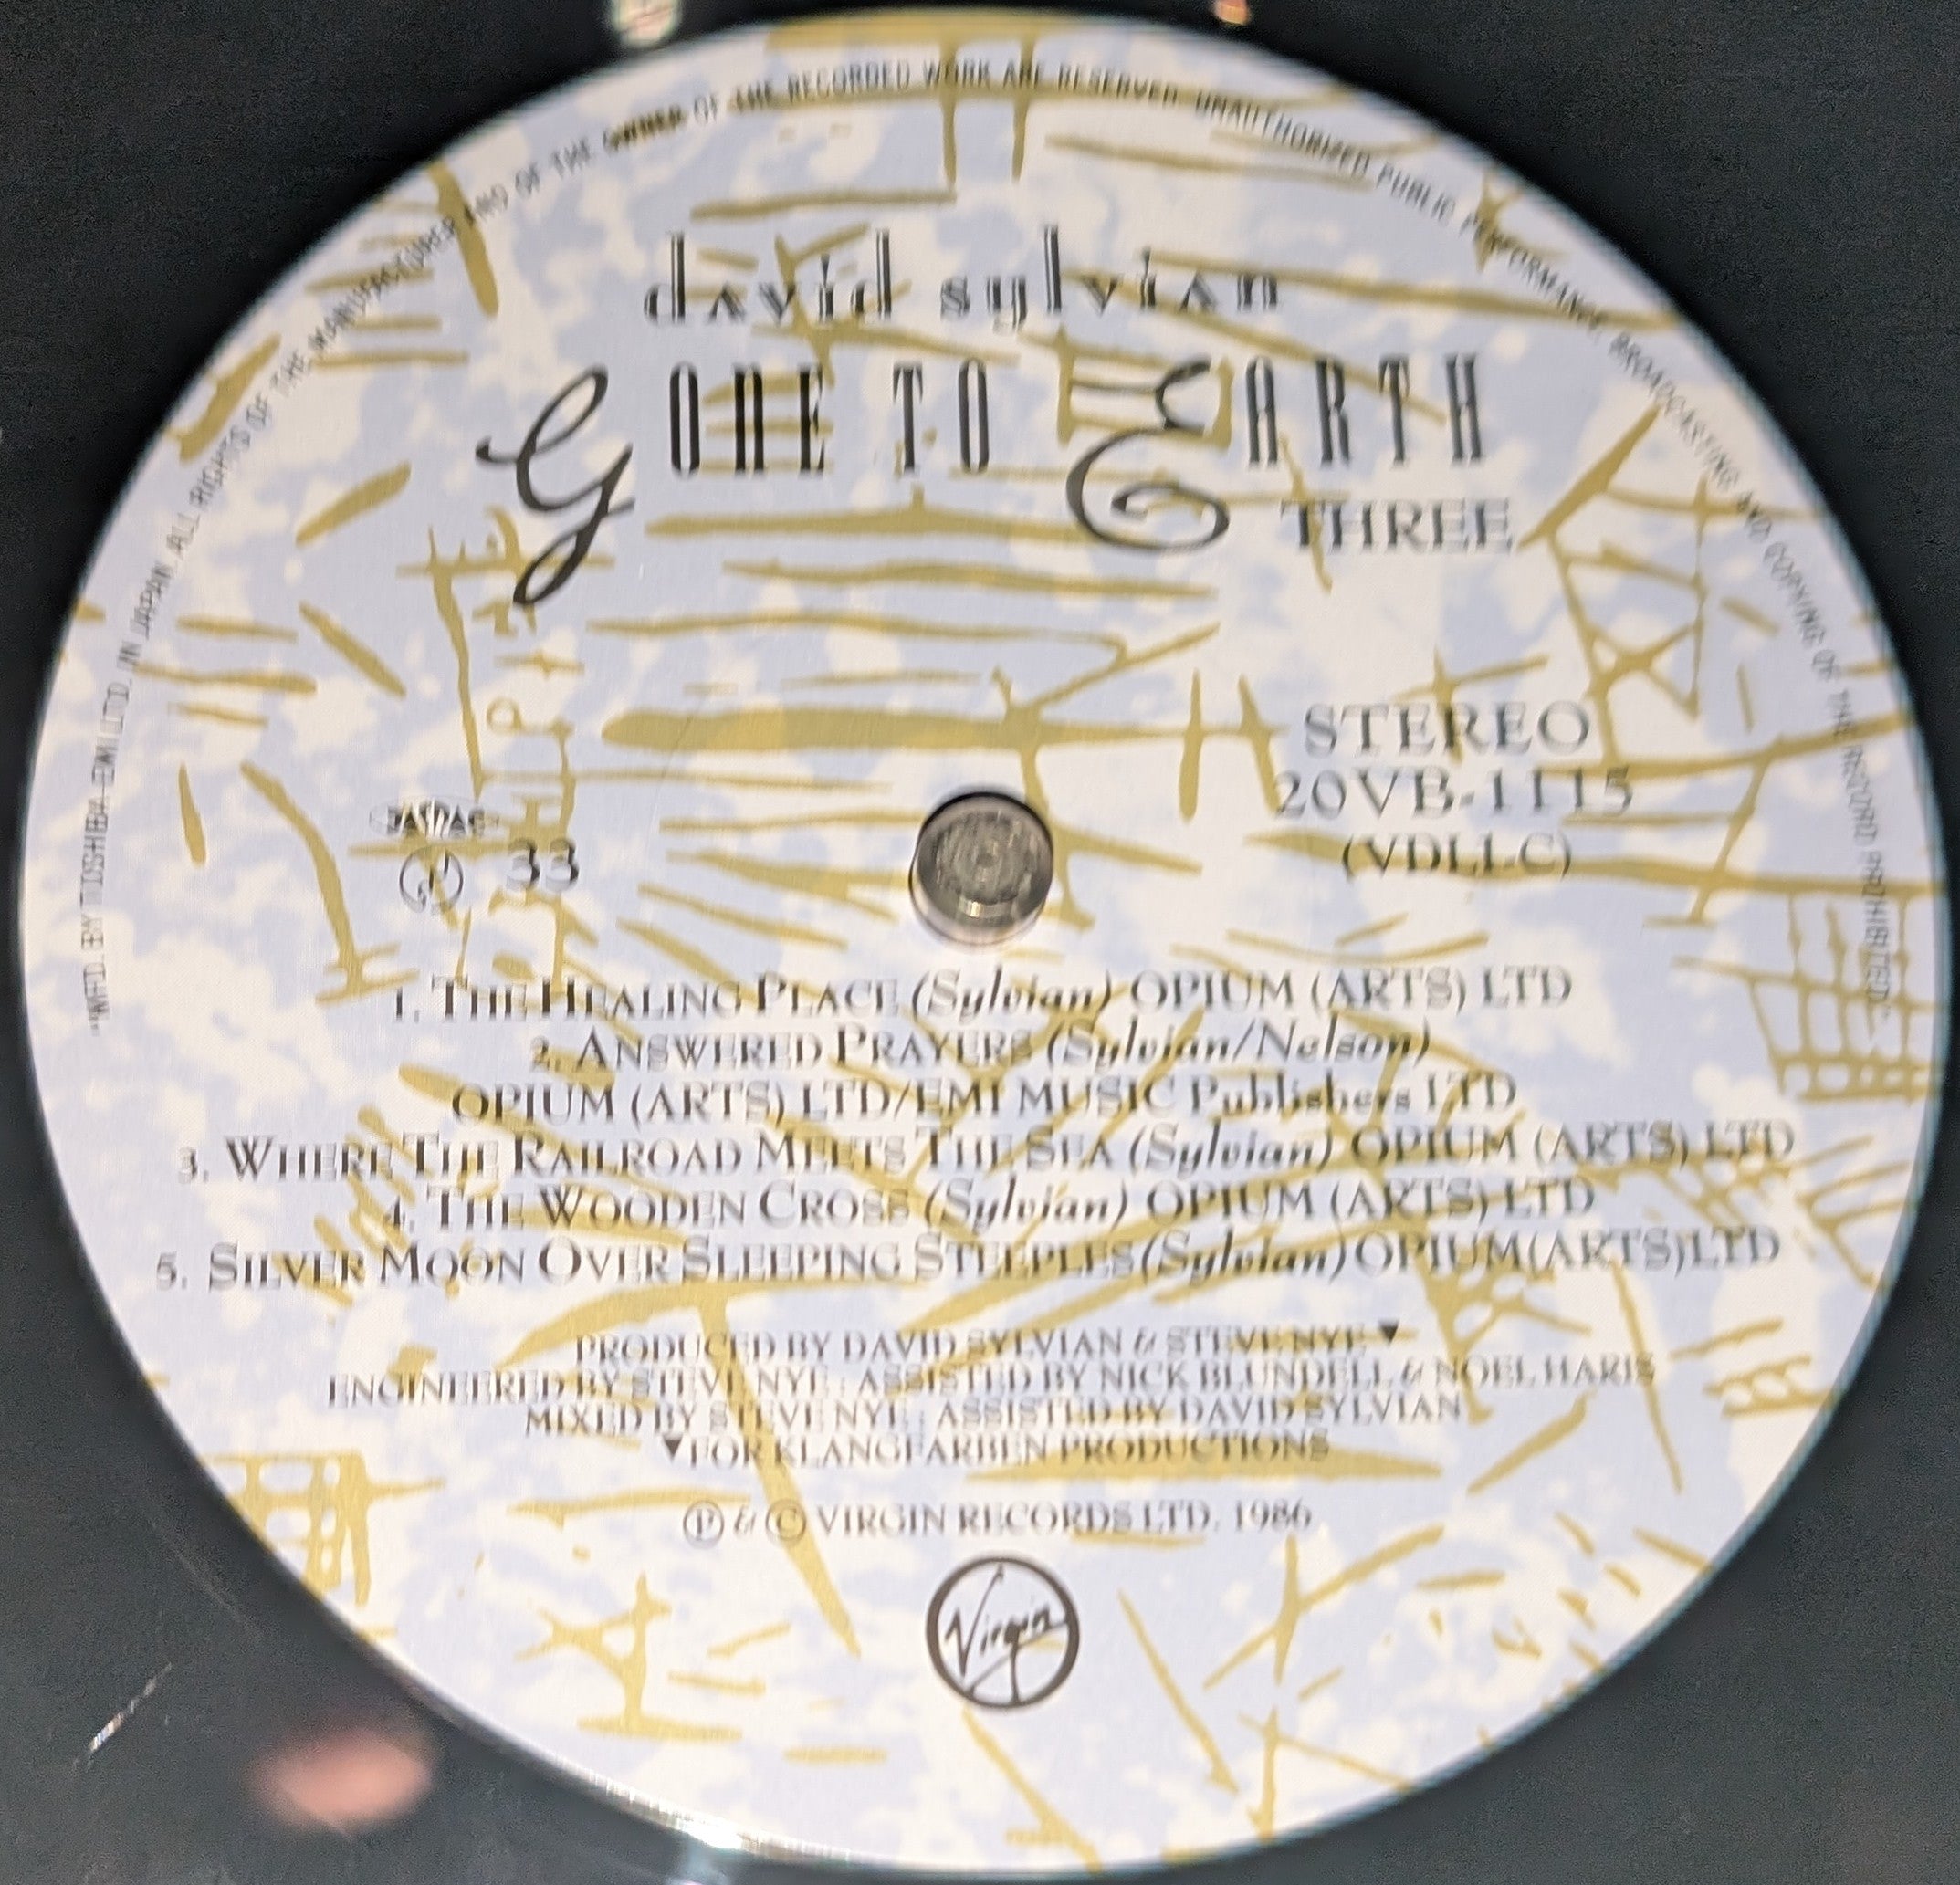 "MFD. BY TOSHIBA-EMI LTD. IN JAPAN. ALL RIGHTS OF THE MANUFACTURER AND OF THE OWNER OF THE RECORDED WORK ARE RESERVED. UNAUTHORIZED PUBLIC PERFORMANCE, BROADCASTING AND COPYING OF THE RECORD PROHIBITED."
david sylvian
GONE TO EARTH
THREE
STEREO
20VB-1115
(VDLL-C)
JASRAC
33
1. THE HEALING PLACE (Sylvian) OPIUM (ARTS) LTD
2. ANSWERED PRAYERS (Sylvian/Nelson)
OPIUM (ARTS) LTD/EMI MUSIC Publishers LTD
3. WHERE THE RAILROAD MEETS THE SEA (Sylvian) OPIUM (ARTS) LTD
4. THE WOODEN CROSS (Sylvian) OPIUM (ARTS) LTD
5. SILVER MOON OVER SLEEPING STEEPLES (Sylvian) OPIUM (ARTS) LTD
PRODUCED BY DAVID SYLVIAN & STEVE NYE ▼
ENGINEERED BY STEVE NYE : ASSISTED BY NICK BLUNDELL & NOEL HARIS
MIXED BY STEVE NYE : ASSISTED BY DAVID SYLVIAN
▼FOR KLANGFARBEN PRODUCTIONS
Ⓟ & © VIRGIN RECORDS LTD. 1986
Virgin